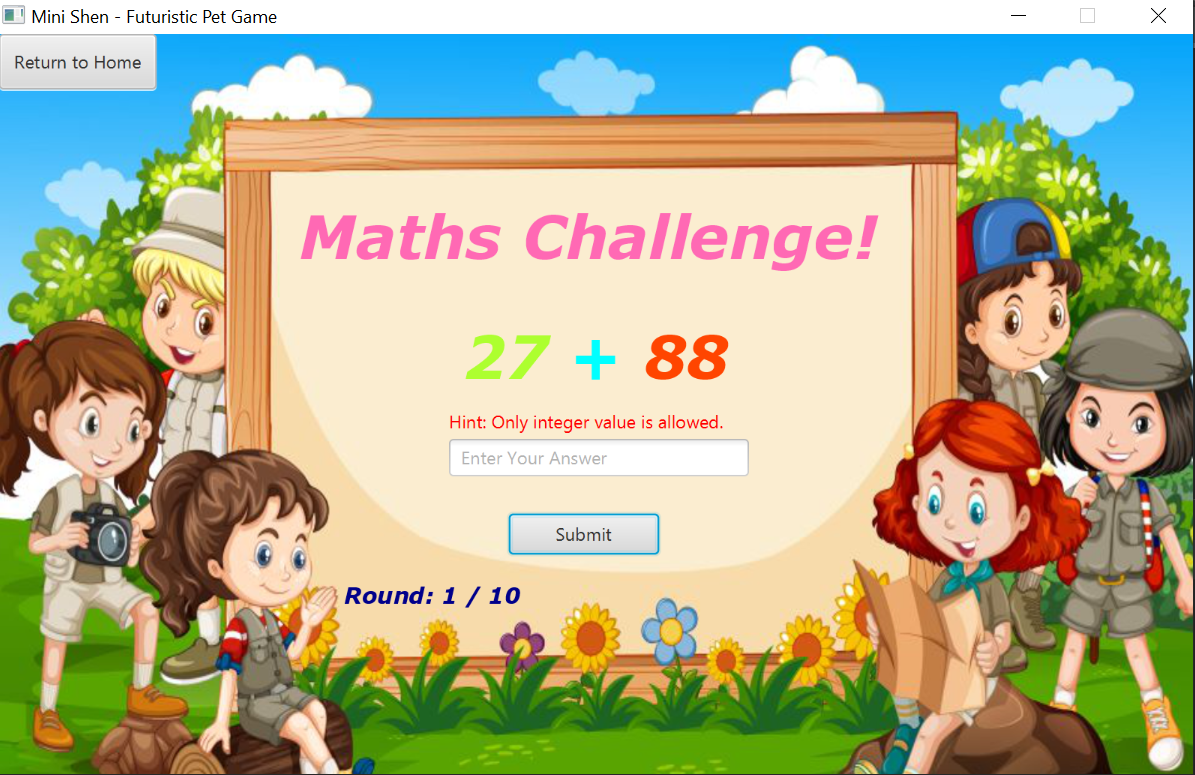 Mini Shen - Futuristic Pet Game
Return to Home
Maths Challenge!
27 + 88
Hint: Only integer value is allowed.
Enter Your Answer
Submit
Round: 1 / 10